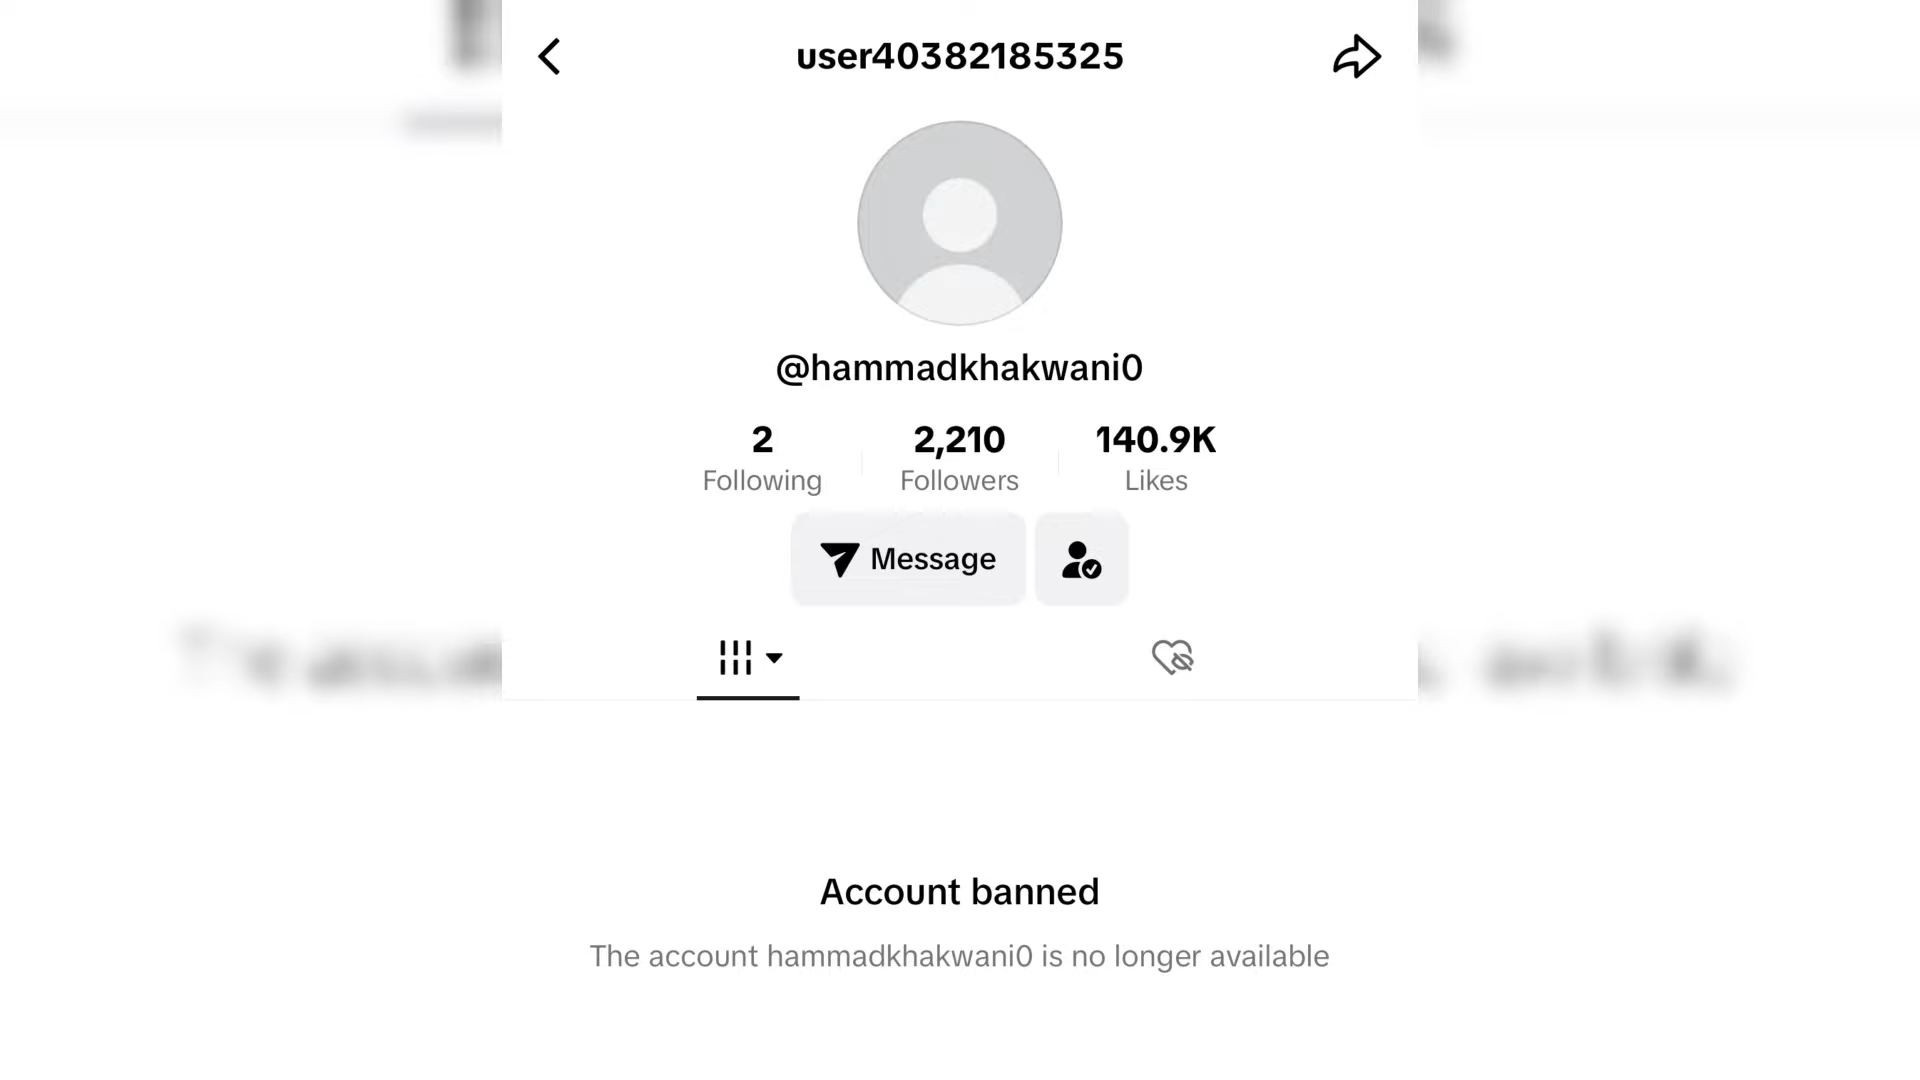 user40382185325
@hammadkhakwani0
2 2,210 140.9K
Following Followers Likes
Message
Account banned
The account hammadkhakwani0 is no longer available